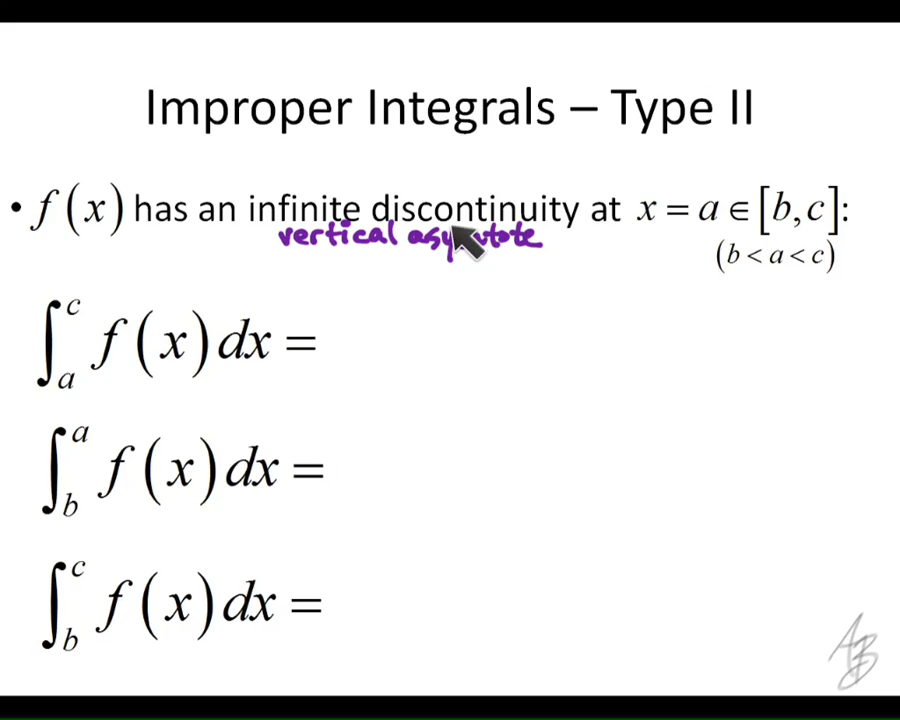 Improper Integrals – Type II
• f(x) has an infinite discontinuity at x = a ∈ [b, c]:
vertical
(b < a < c)
∫_a^c f(x) dx =
∫_b^a f(x) dx =
∫_b^c f(x) dx =